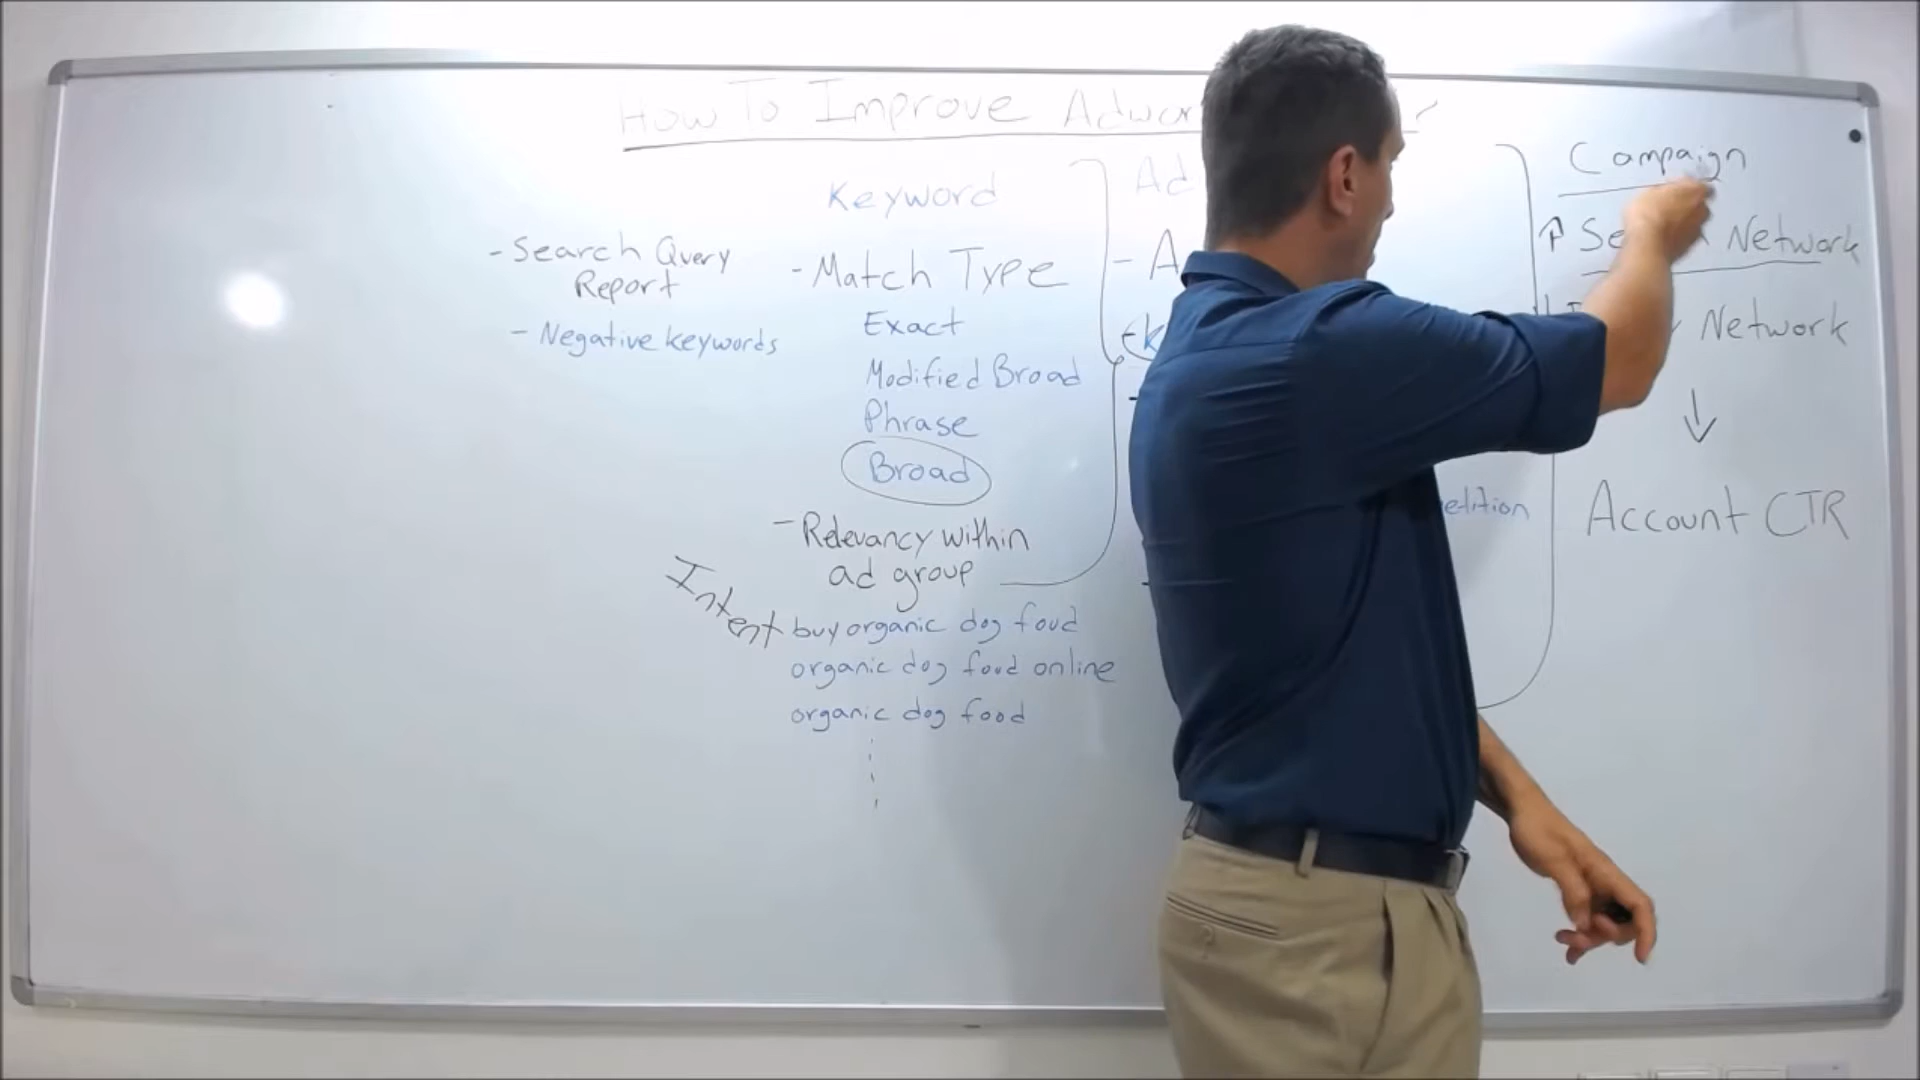 How To Improve
Keyword
- Search Query
Report
- Negative keywords
- Match Type
Exact
Modified Broad
Phrase
Broad
- Relevancy within
ad group
Intent
buy organic dog food
organic dog food online
organic dog food
Ad
Campaign
↑ Network
Network
↓
Account CTR